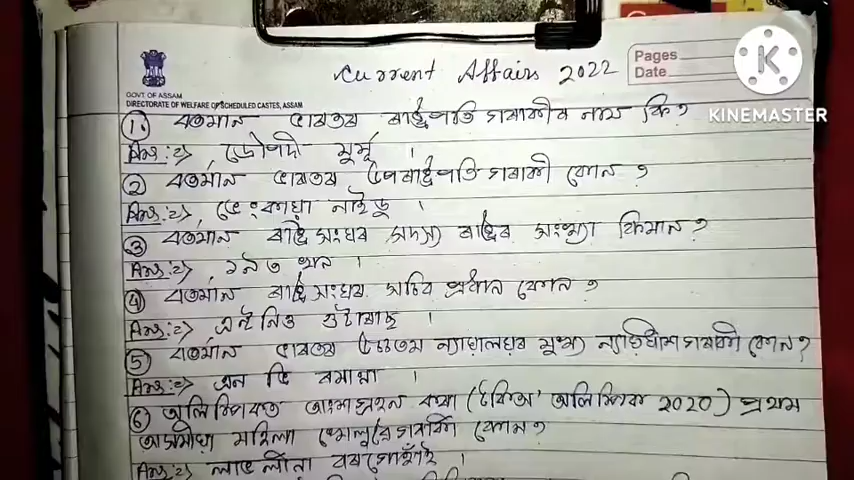 Current Affairs 2022
Pages
Date
GOVT OF ASSAM
DIRECTORATE OF WELFARE OF SCHEDULED CASTES, ASSAM
KINEMASTER
1. বৰ্তমান ভাৰতৰ ৰাষ্ট্ৰপতি গৰাকীৰ নাম কি?
Ans:=> দ্ৰৌপদী মুৰ্মূ ।
2 বৰ্তমান ভাৰতৰ উপৰাষ্ট্ৰপতি গৰাকী কোন ?
Ans:=> ভেংকায়া নাইডু ।
3 বৰ্তমান ৰাষ্ট্ৰসংঘৰ সদস্য ৰাষ্ট্ৰৰ সংখ্যা কিমান?
Ans:=> ১৯৩ খন ।
4 বৰ্তমান ৰাষ্ট্ৰসংঘৰ সচিব প্ৰধান কোন ?
Ans:=> এন্টনিও গুটাৰেছ ।
5 বৰ্তমান ভাৰতৰ উচ্চতম ন্যায়ালয়ৰ মুখ্য ন্যায়াধীশ গৰাকী কোন?
Ans:=> এন ভি ৰমান্না ।
6 অলিম্পিকত অংশগ্ৰহন কৰা (টকিঅ' অলিম্পিক 2020) প্ৰথম
অসমীয়া মহিলা খেলুৱৈ গৰাকী কোন?
Ans:=> লাভলীনা বৰগোহাঁই ।